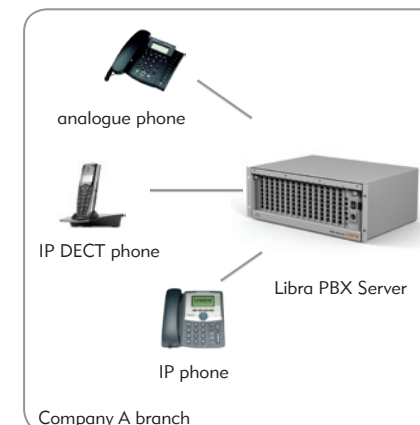 analogue phone
IP DECT phone
Libra PBX Server
IP phone
Company A branch